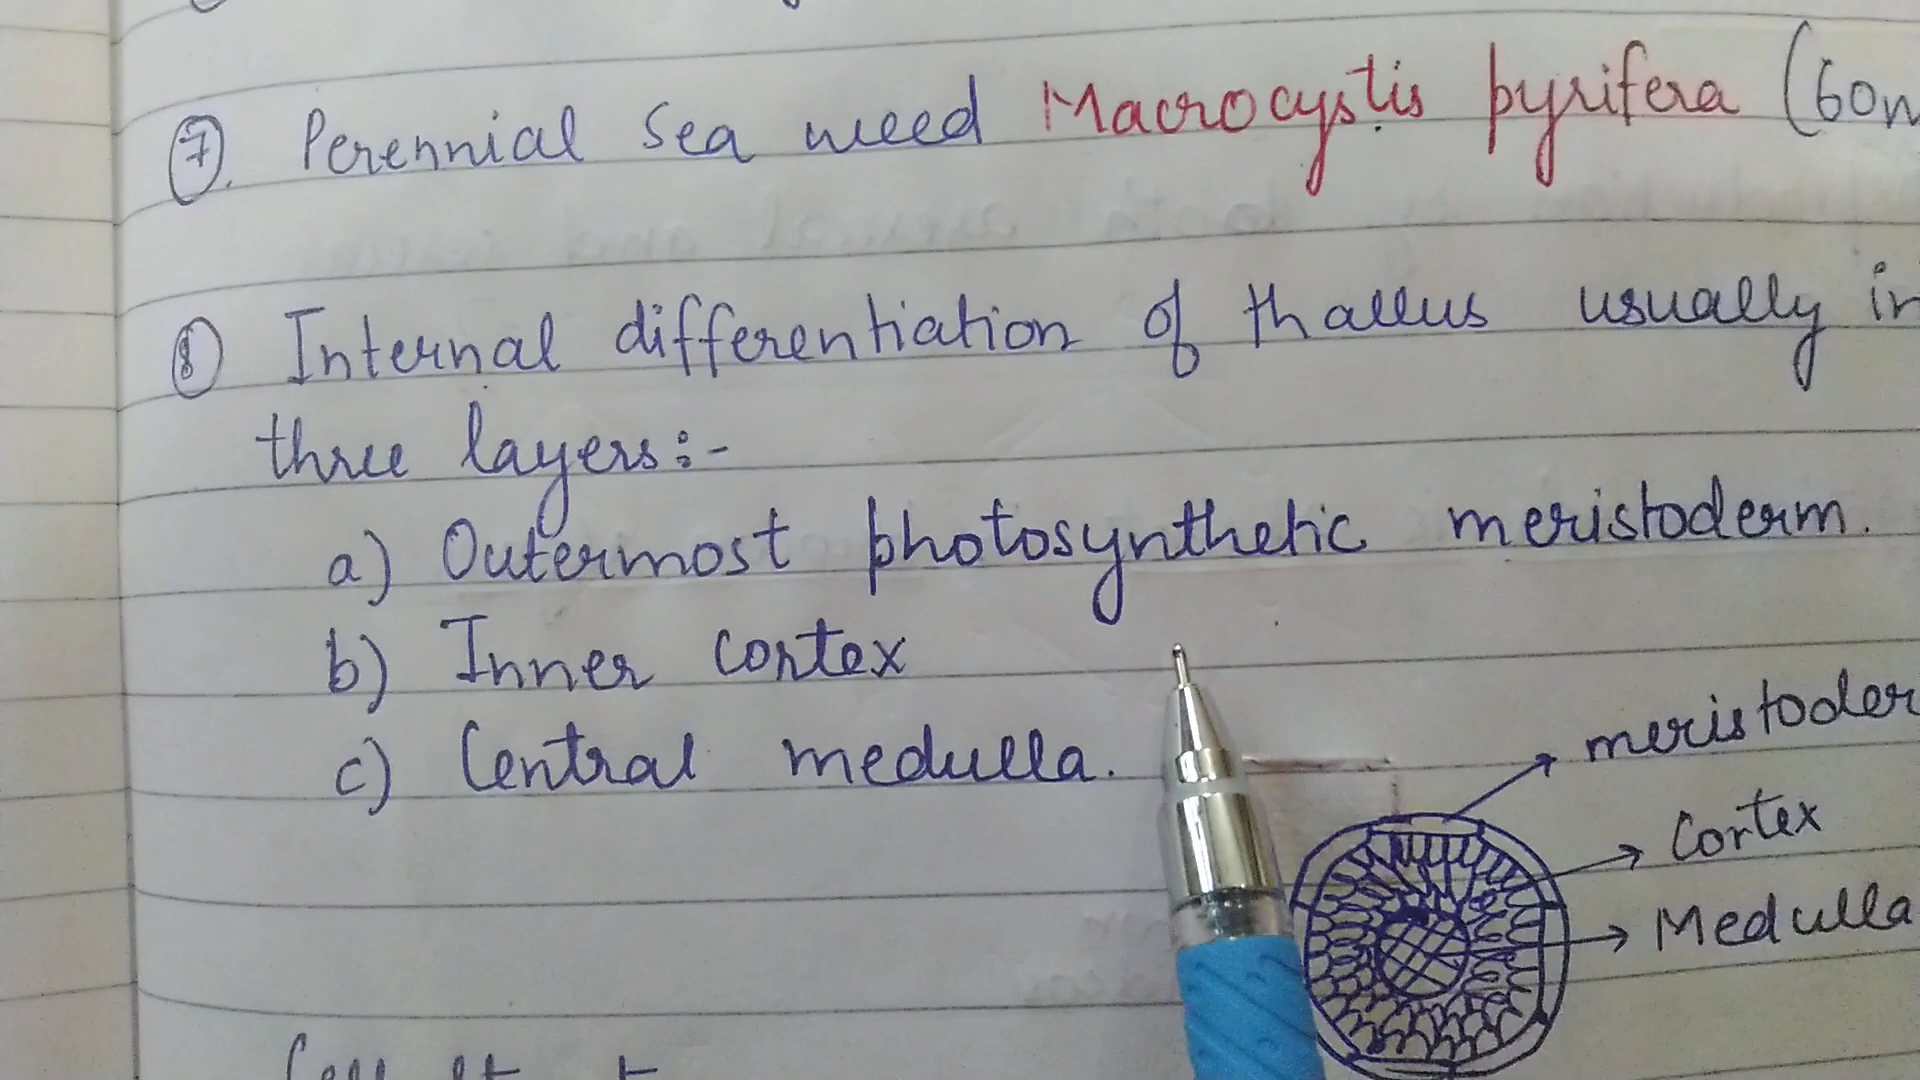 7. Perennial sea weed Macrocystis pyrifera (60m
8 Internal differentiation of thallus usually in
three layers:-
a) Outermost photosynthetic meristoderm.
b) Inner cortex
c) Central medulla.
meristoder
Cortex
Medulla